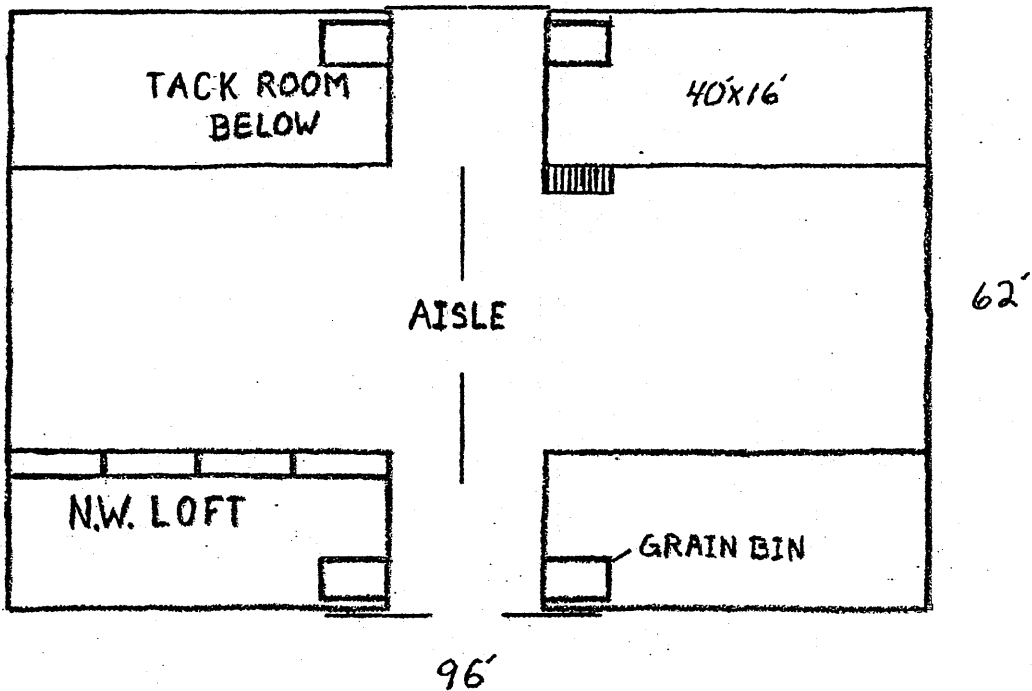 TACK ROOM
BELOW
40'x16'
62'
AISLE
N.W. LOFT
GRAIN BIN
96'